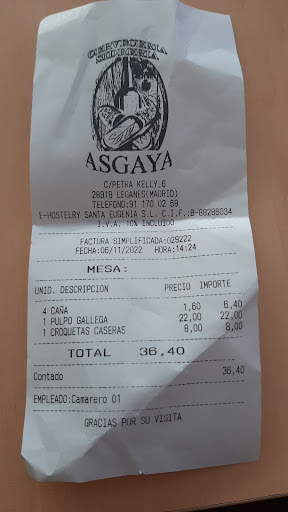 CERVECERIA
SIDRERIA
ASGAYA
C/PETRA KELLY,6
28919 LEGANES(MADRID)
TELEFONO:91 170 02 69
E-HOSTELRY SANTA EUGENIA S.L. C.I.F.:B-88286034
I.V.A. 10% INCLUIDO
FACTURA SIMPLIFICADA:029222
FECHA:06/11/2022 HORA:14:24
MESA:
UNID. DESCRIPCION PRECIO IMPORTE
4 CAÑA 1,60 6,40
1 PULPO GALLEGA 22,00 22,00
1 CROQUETAS CASERAS 8,00 8,00
TOTAL 36,40
Contado 36,40
EMPLEADO:Camarero 01
GRACIAS POR SU VISITA